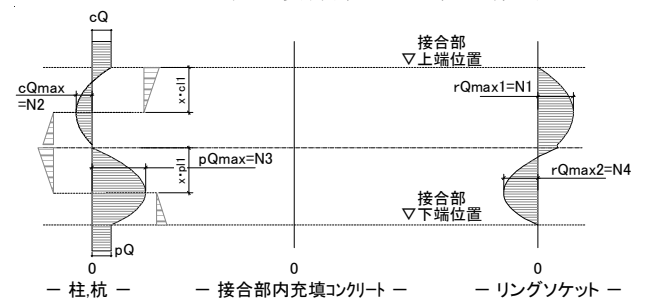 cQ
接合部
▽上端位置
cQmax
=N2
x・cl1
rQmax1=N1
x・pl1
pQmax=N3
rQmax2=N4
接合部
▽下端位置
pQ
0
0
0
― 柱,杭 ―
― 接合部内充填コンクリート ―
― リングソケット ―